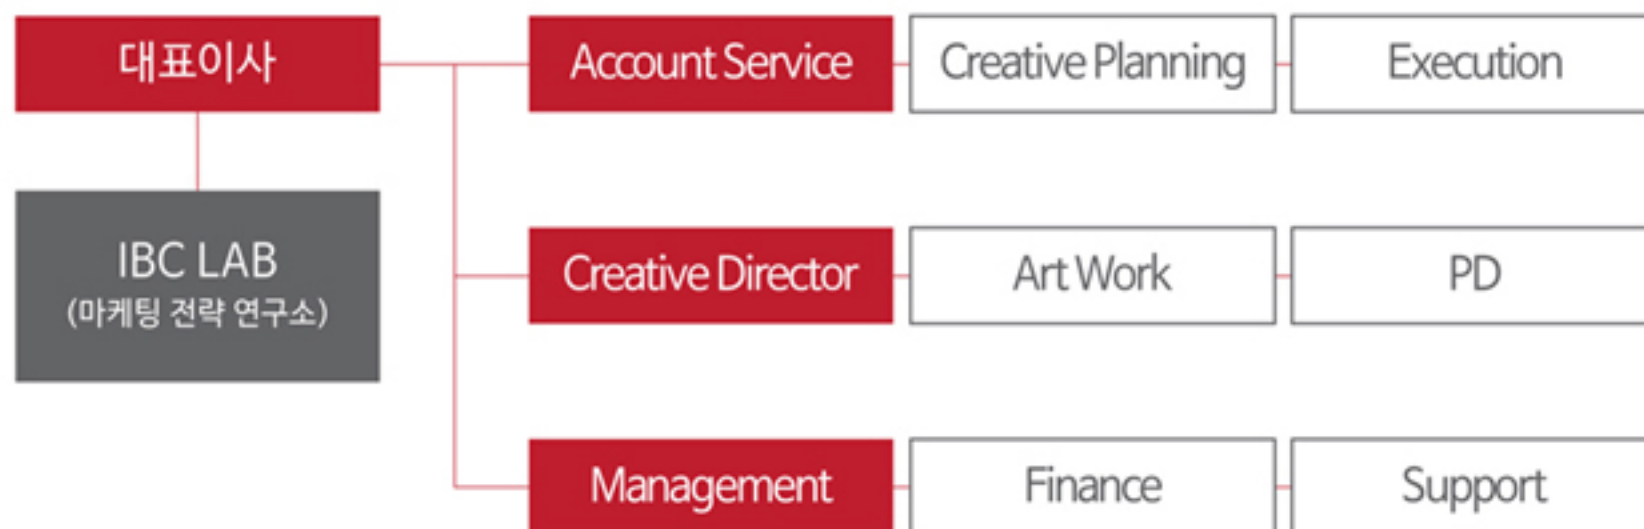 대표이사
Account Service
Creative Planning
Execution
IBC LAB
(마케팅 전략 연구소)
Creative Director
Art Work
PD
Management
Finance
Support